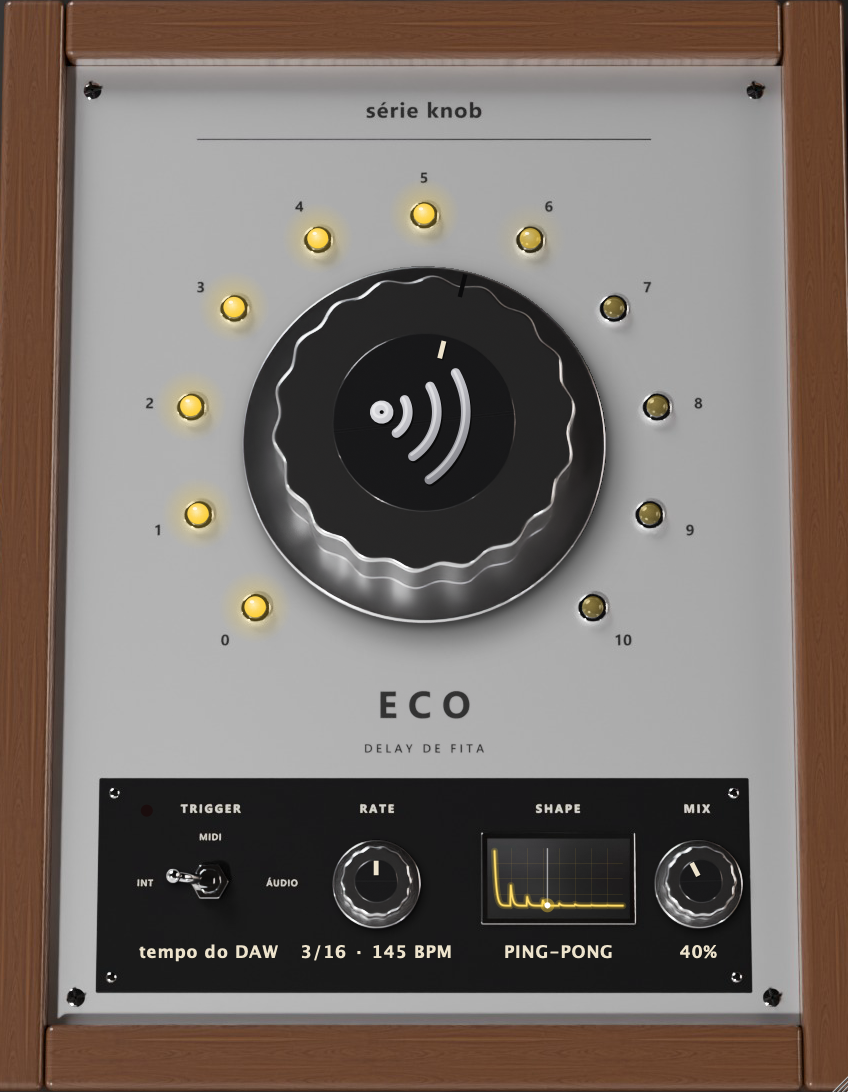 série knob
5
4
6
3
7
2
8
1
9
0
10
ECO
DELAY DE FITA
TRIGGER
RATE
SHAPE
MIX
MIDI
INT
ÁUDIO
tempo do DAW
3/16 · 145 BPM
PING-PONG
40%